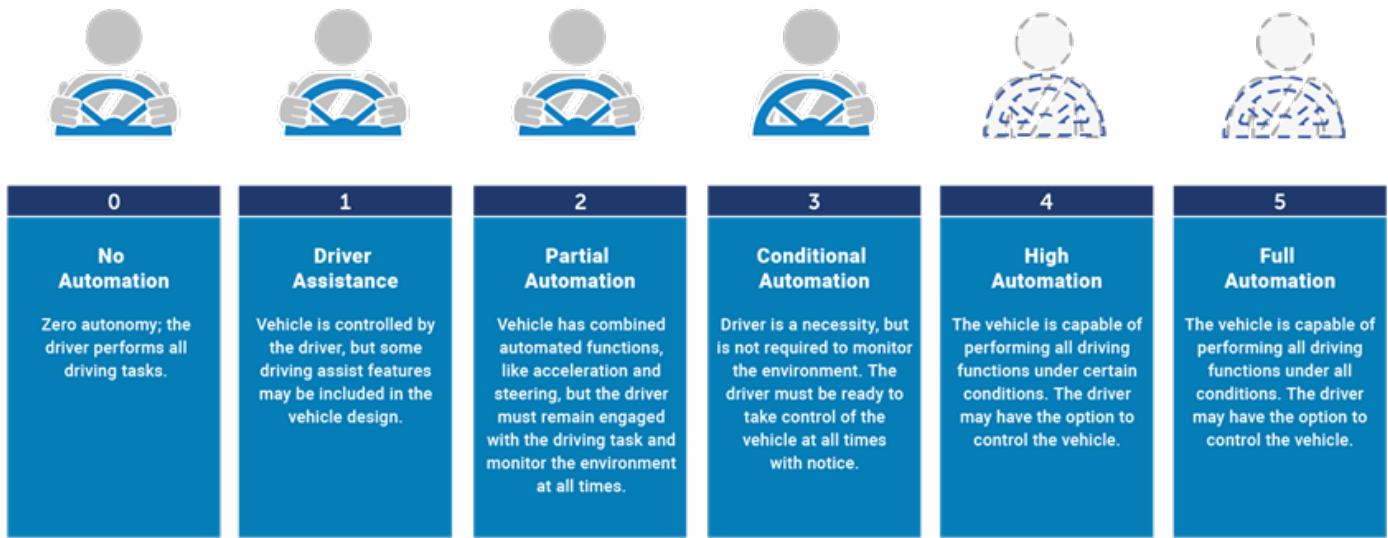 0
No
Automation
Zero autonomy; the
driver performs all
driving tasks.
1
Driver
Assistance
Vehicle is controlled by
the driver, but some
driving assist features
may be included in the
vehicle design.
2
Partial
Automation
Vehicle has combined
automated functions,
like acceleration and
steering, but the driver
must remain engaged
with the driving task and
monitor the environment
at all times.
3
Conditional
Automation
Driver is a necessity, but
is not required to monitor
the environment. The
driver must be ready to
take control of the
vehicle at all times
with notice.
4
High
Automation
The vehicle is capable of
performing all driving
functions under certain
conditions. The driver
may have the option to
control the vehicle.
5
Full
Automation
The vehicle is capable of
performing all driving
functions under all
conditions. The driver
may have the option to
control the vehicle.